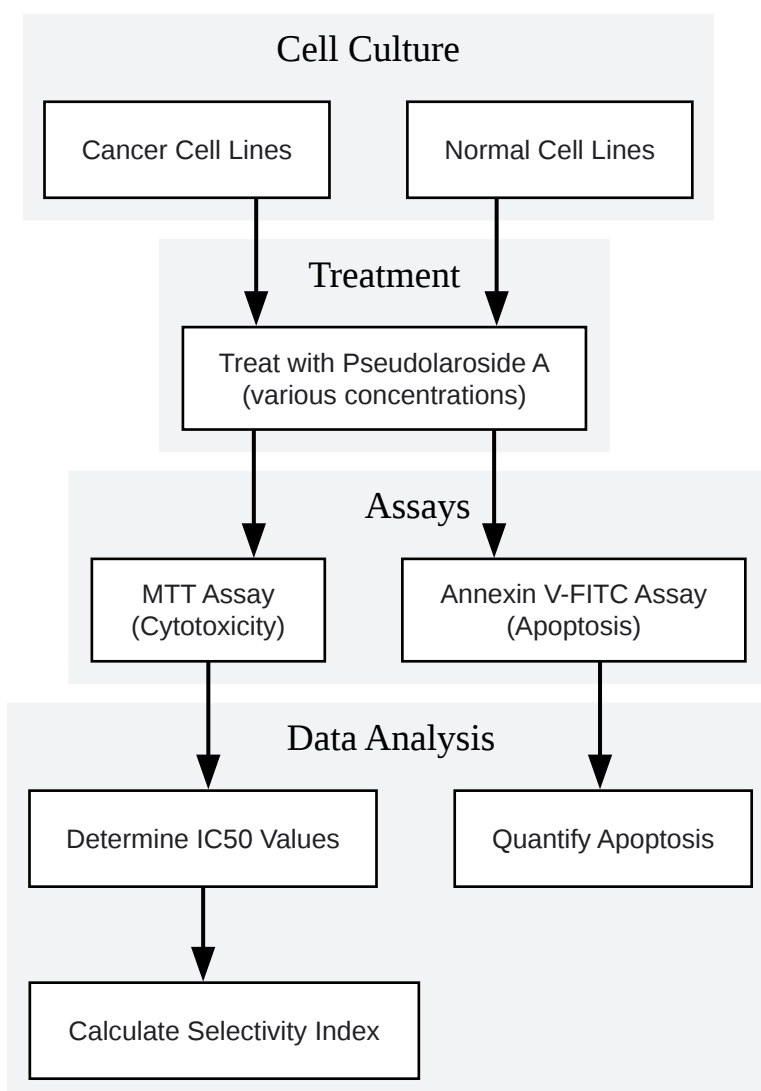 Cell Culture
Cancer Cell Lines
Normal Cell Lines
Treatment
Treat with Pseudolaroside A
(various concentrations)
Assays
MTT Assay
(Cytotoxicity)
Annexin V-FITC Assay
(Apoptosis)
Data Analysis
Determine IC50 Values
Quantify Apoptosis
Calculate Selectivity Index